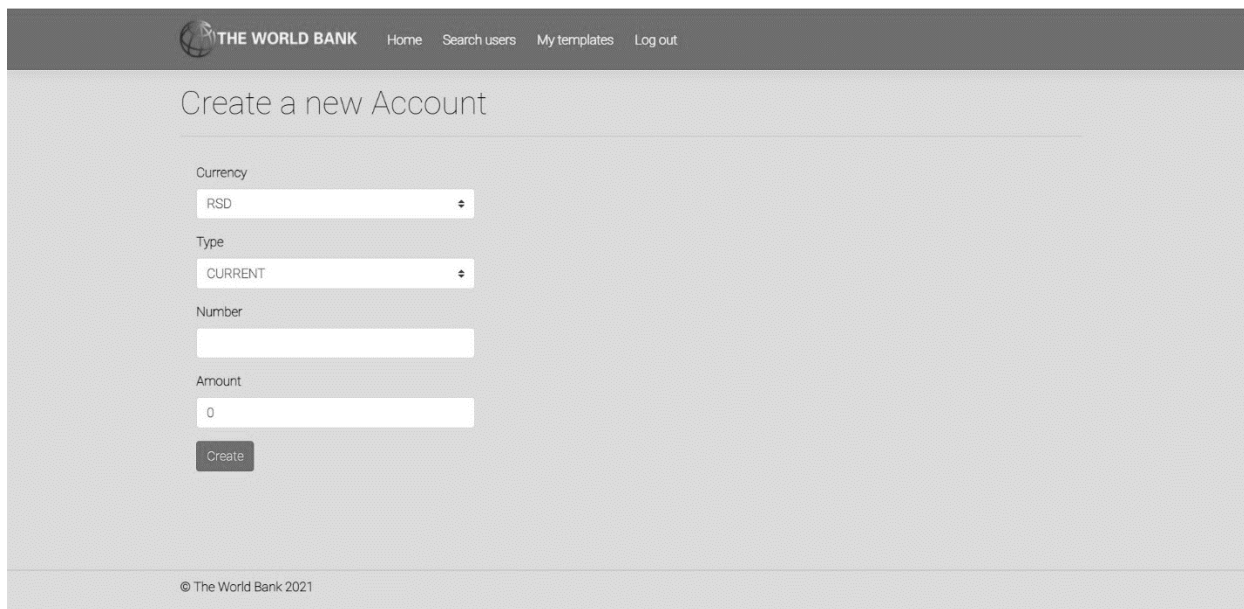 THE WORLD BANK Home Search users My templates Log out
Create a new Account
Currency
RSD
Type
CURRENT
Number
Amount
0
Create
© The World Bank 2021